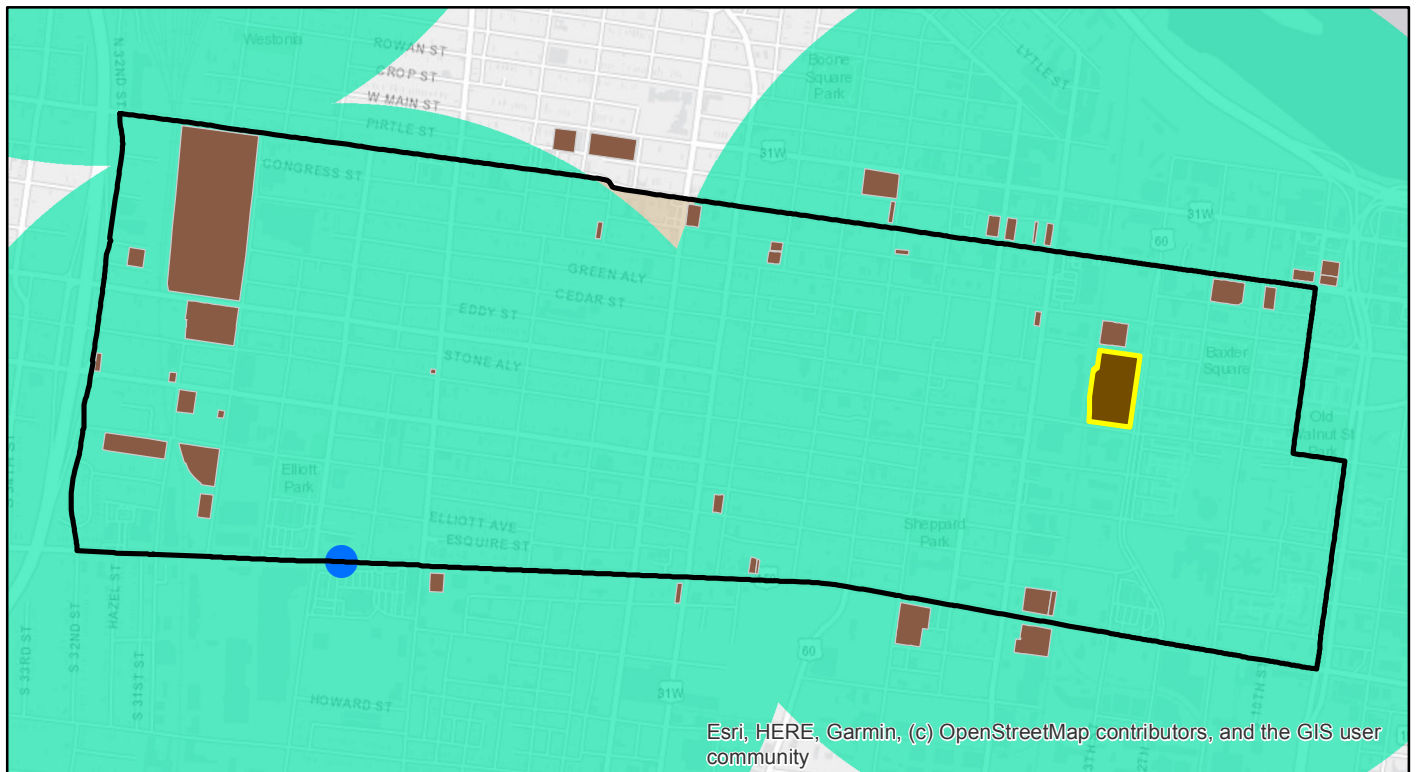 Westonia
ROWAN ST
CROP ST
W MAIN ST
PIRTLE ST
CONGRESS ST
N 32ND ST
Boone
Square
Park
LYTLE ST
31W
31W
60
GREEN ALY
CEDAR ST
EDDY ST
STONE ALY
Baxter
Square
Old
Walnut St
Elliott
Park
ELLIOTT AVE
ESQUIRE ST
Sheppard
Park
HAZEL ST
S 32ND ST
S 33RD ST
S 31ST ST
60
31W
HOWARD ST
10TH ST
Esri, HERE, Garmin, (c) OpenStreetMap contributors, and the GIS user
community